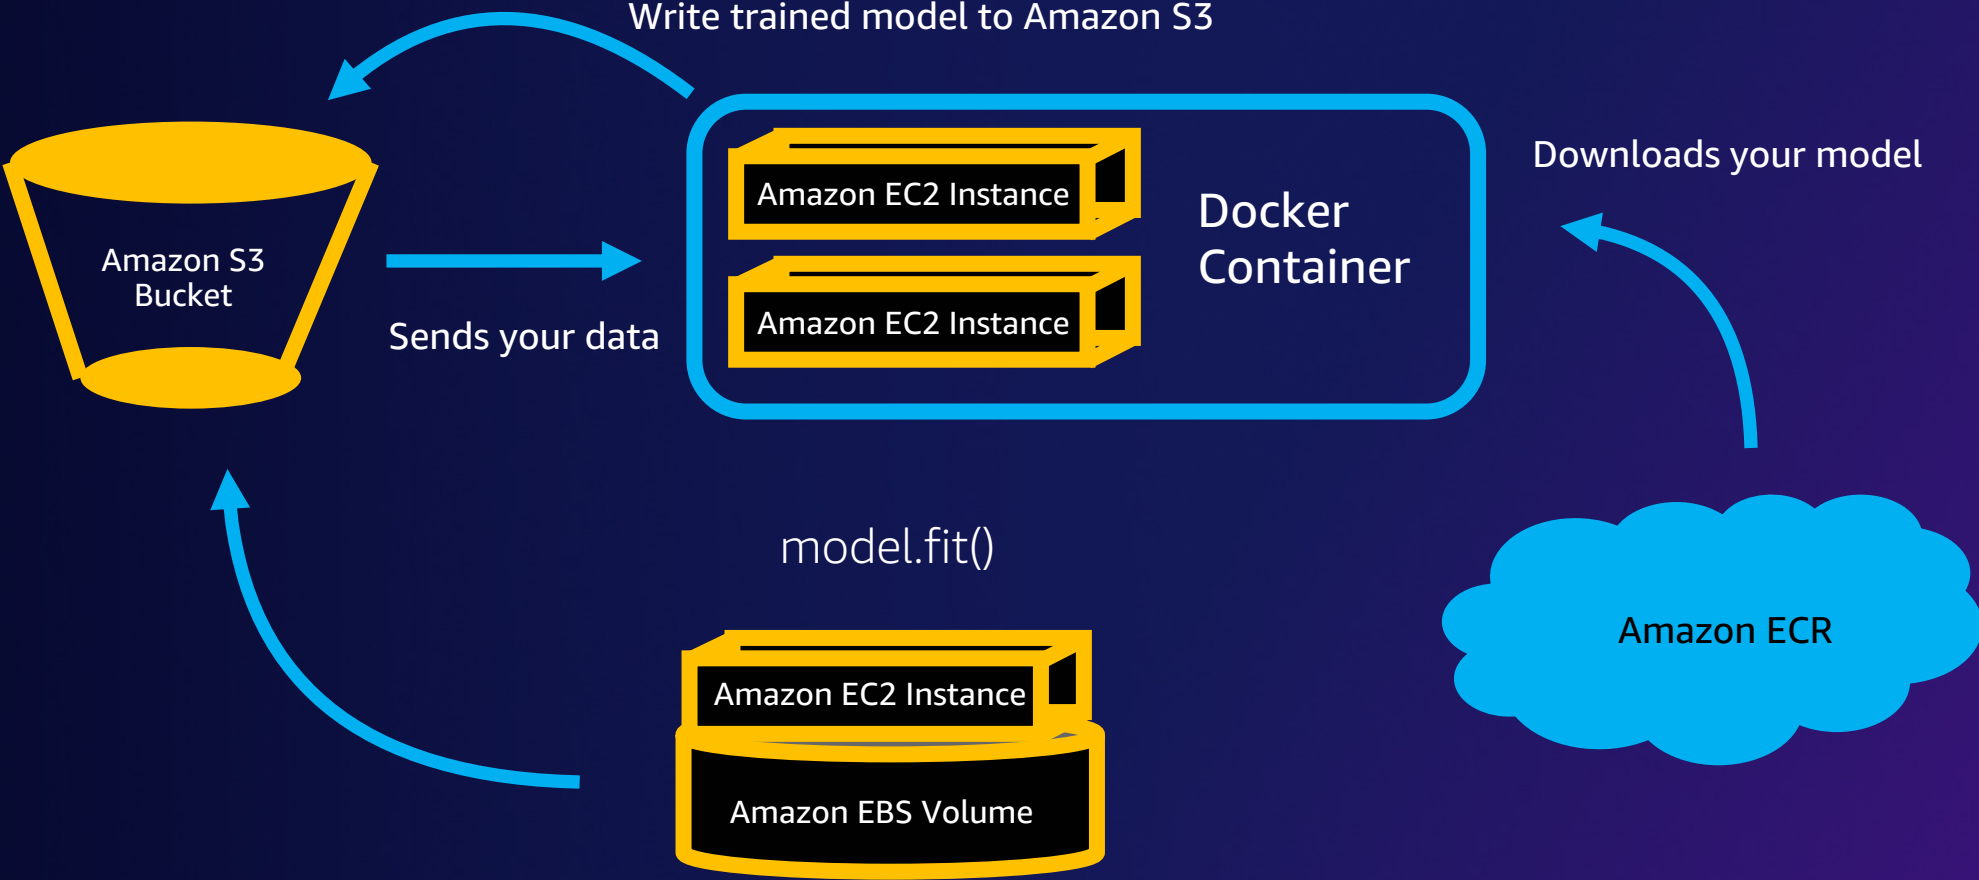 Write trained model to Amazon S3
Amazon S3
Bucket
Sends your data
Amazon EC2 Instance
Amazon EC2 Instance
Docker
Container
Downloads your model
model.fit()
Amazon EC2 Instance
Amazon EBS Volume
Amazon ECR